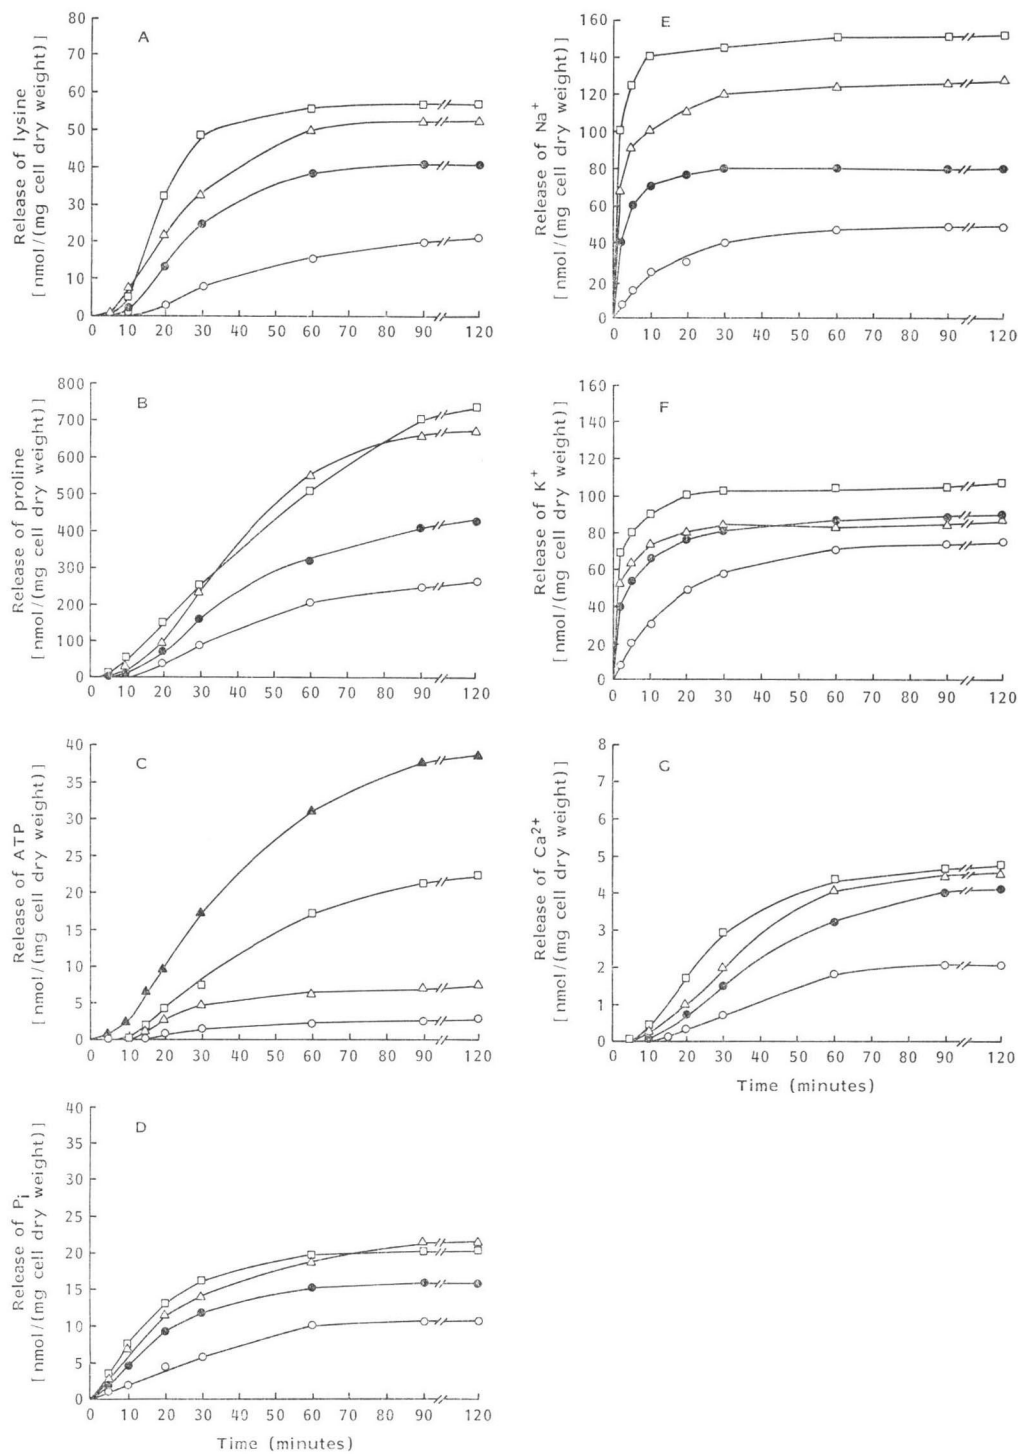 A
Release of lysine
[ nmol/(mg cell dry weight)]
80
70
60
50
40
30
20
10
0
0 10 20 30 40 50 60 70 80 90 120
E
Release of Na+
[ nmol/(mg cell dry weight)]
160
140
120
100
80
60
40
20
0
0 10 20 30 40 50 60 70 80 90 120
B
Release of proline
[ nmol/(mg cell dry weight)]
800
700
600
500
400
300
200
100
0
0 10 20 30 40 50 60 70 80 90 120
F
Release of K+
[ nmol/(mg cell dry weight)]
160
140
120
100
80
60
40
20
0
0 10 20 30 40 50 60 70 80 90 120
C
Release of ATP
[ nmol/(mg cell dry weight)]
40
35
30
25
20
15
10
5
0
0 10 20 30 40 50 60 70 80 90 120
G
Release of Ca2+
[ nmol/(mg cell dry weight)]
8
7
6
5
4
3
2
1
0
0 10 20 30 40 50 60 70 80 90 120
Time (minutes)
D
Release of Pi
[ nmol/(mg cell dry weight)]
40
35
30
25
20
15
10
5
0
0 10 20 30 40 50 60 70 80 90 120
Time (minutes)